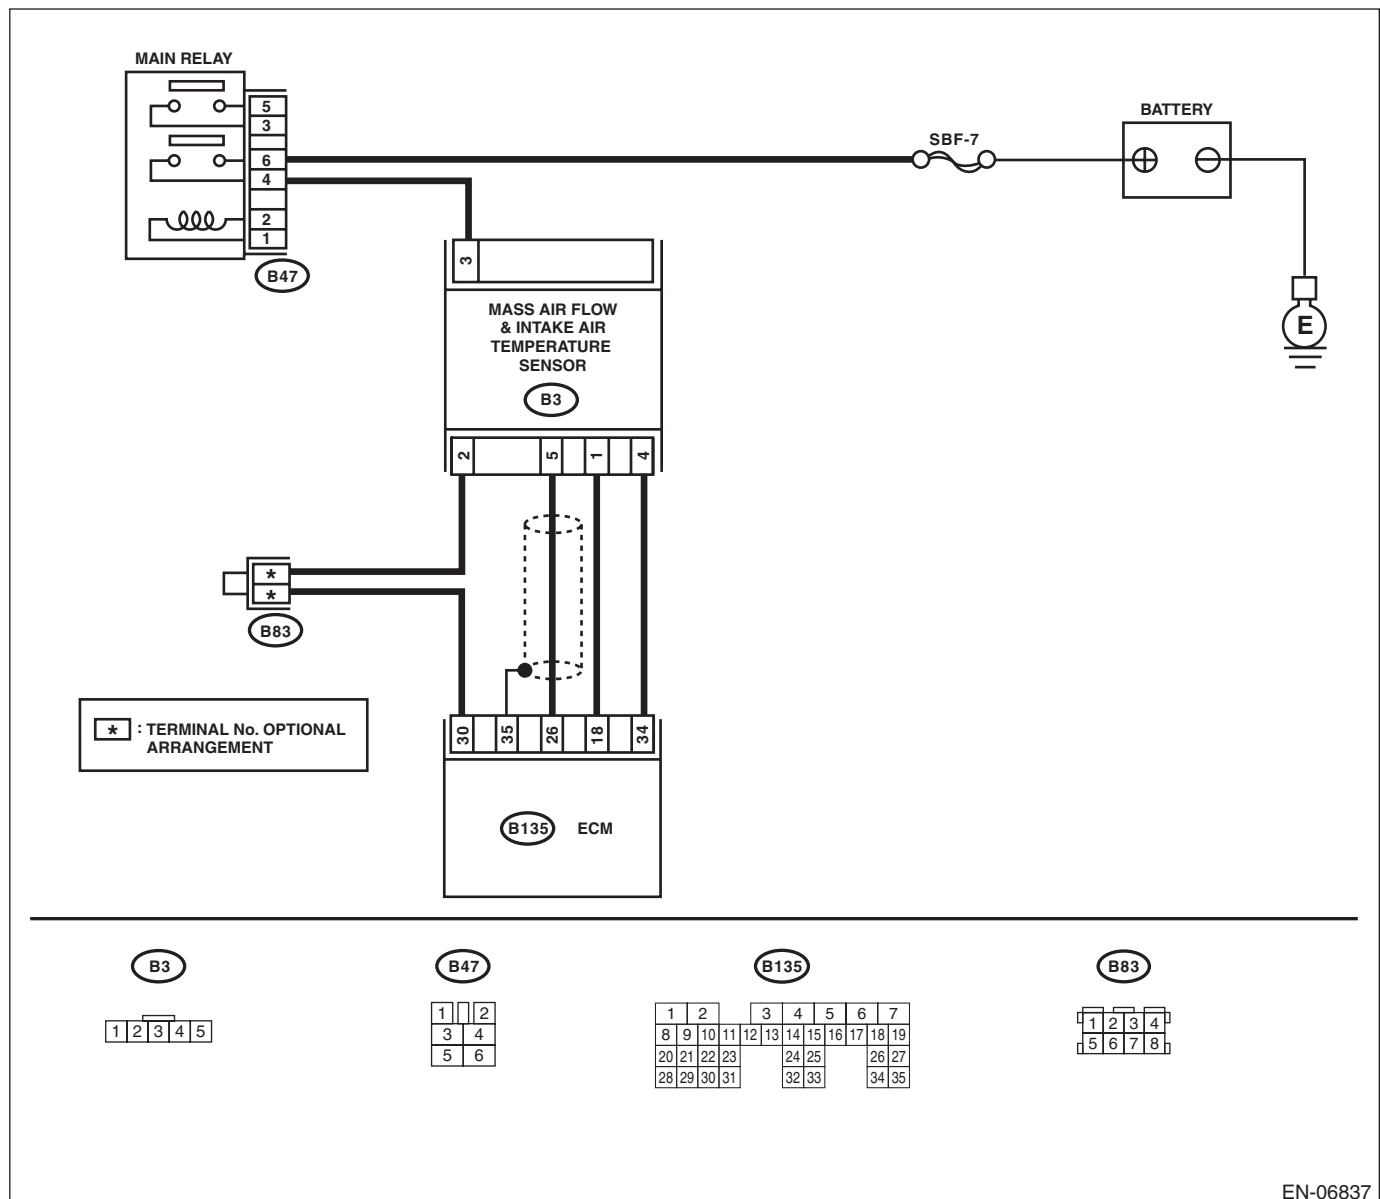 MAIN RELAY
5
3
6
4
2
1
B47
SBF-7
BATTERY
E
3
MASS AIR FLOW
& INTAKE AIR
TEMPERATURE
SENSOR
B3
2 5 1 4
*
*
B83
* : TERMINAL No. OPTIONAL
ARRANGEMENT
30 35 26 18 34
B135 ECM
B3 B47 B135 B83
1 2 3 4 5
1 2
3 4
5 6
1 2 3 4 5 6 7
8 9 10 11 12 13 14 15 16 17 18 19
20 21 22 23 24 25 26 27
28 29 30 31 32 33 34 35
1 2 3 4
5 6 7 8
EN-06837